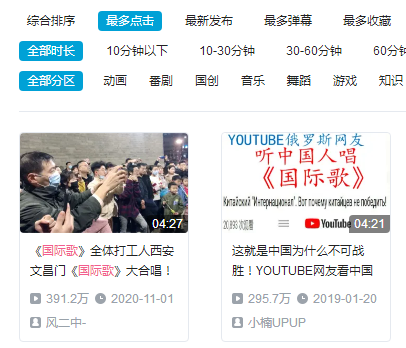 综合排序 最多点击 最新发布 最多弹幕 最多收藏
全部时长 10分钟以下 10-30分钟 30-60分钟 60分钟
全部分区 动画 番剧 国创 音乐 舞蹈 游戏 知识
04:27
《国际歌》全体打工人西安
文昌门《国际歌》大合唱！
391.2万 2020-11-01
风二中-
YOUTUBE俄罗斯网友
听中国人唱
《国际歌》
Китайский "Интернационал". Вот почему китайцев не победить!
20,893 次观看
YouTube 04:21
这就是中国为什么不可战
胜！YOUTUBE网友看中国
295.7万 2019-01-20
小楠UPUP